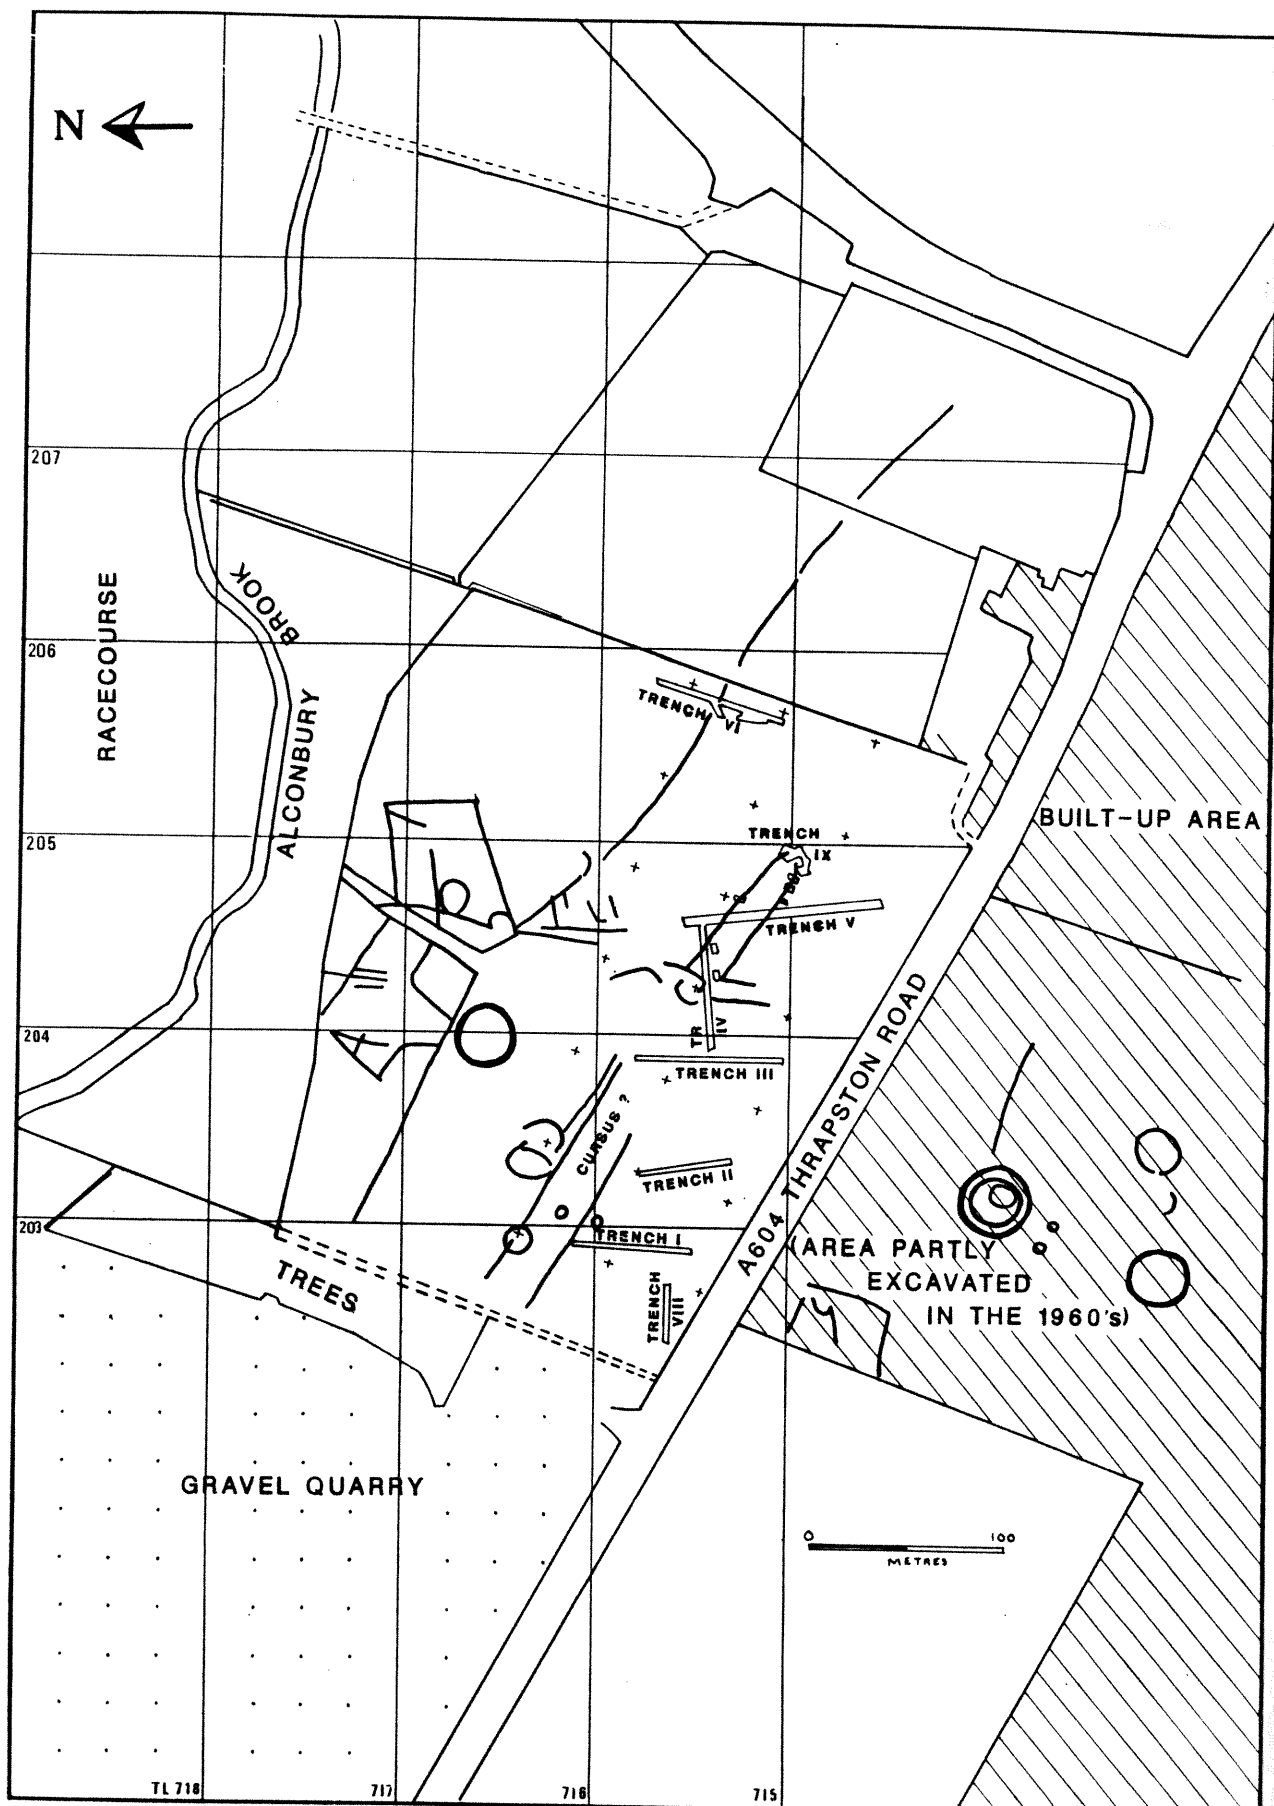 N
207
RACECOURSE
BROOK
206
TRENCH VI
ALCONBURY
205
TRENCH IX
BUILT-UP AREA
TRENCH V
204
TR IV
TRENCH III
CURSUS ?
A604 THRAPSTON ROAD
TRENCH II
203
TRENCH I
(AREA PARTLY
EXCAVATED
IN THE 1960's)
TREES
TRENCH VIII
GRAVEL QUARRY
0 100
METRES
TL 718
717
716
715